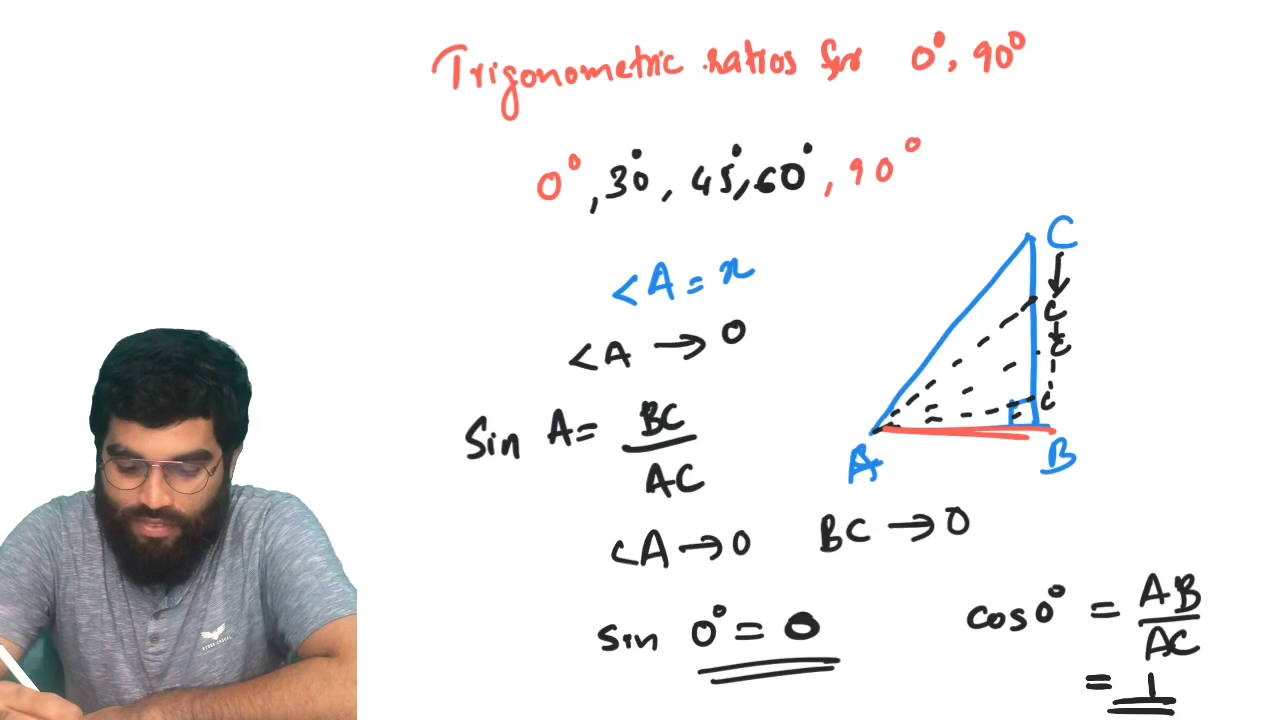 Trigonometric ratios for 0°, 90°
0°, 30°, 45°, 60°, 90°
C
<A = x
C
<A → 0
C
C
Sin A = BC / AC
A
B
<A → 0 BC → 0
sin 0° = 0
cos 0° = AB / AC
= 1